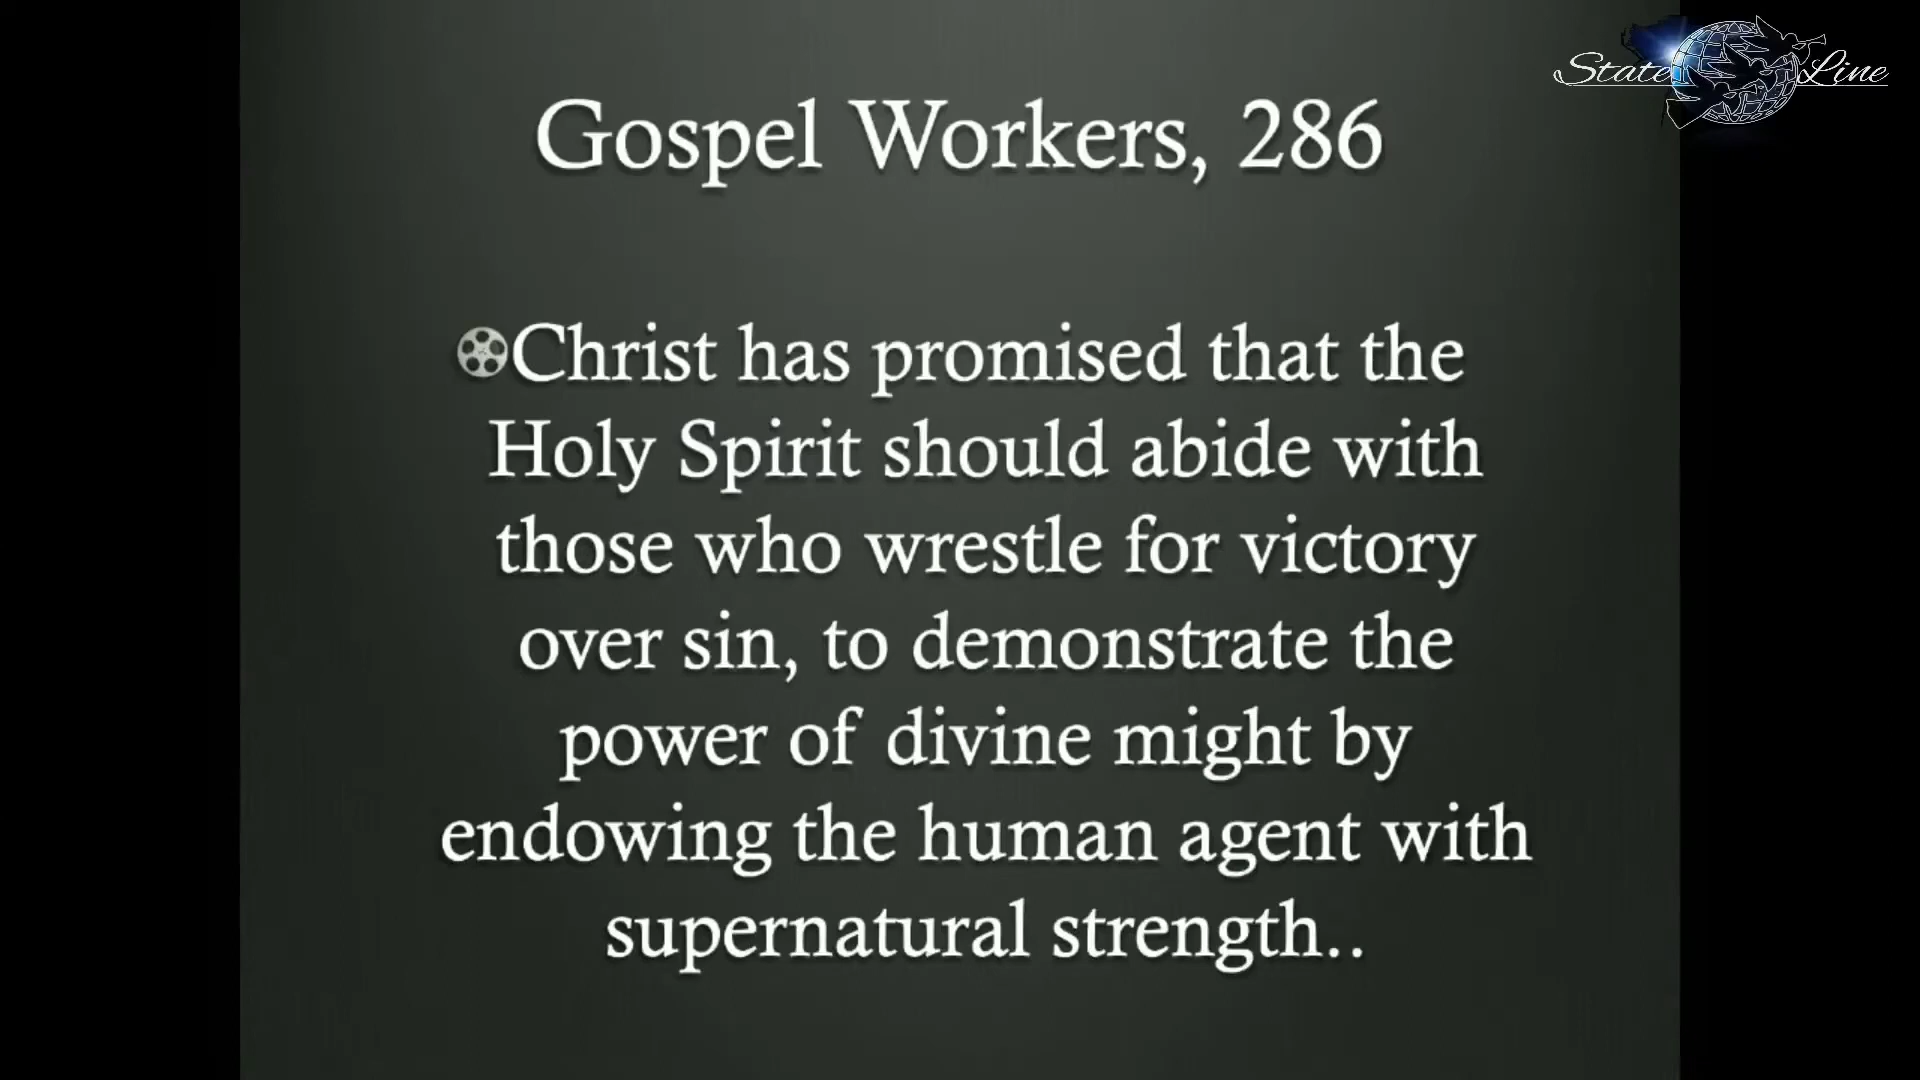 State Line
Gospel Workers, 286
Christ has promised that the
Holy Spirit should abide with
those who wrestle for victory
over sin, to demonstrate the
power of divine might by
endowing the human agent with
supernatural strength..